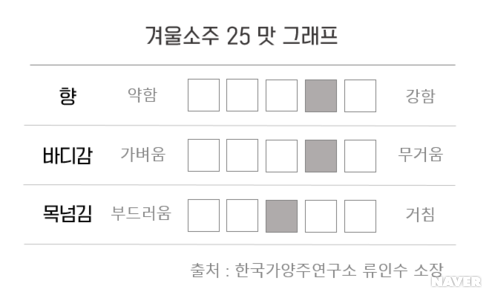 겨울소주 25 맛 그래프
향 약함 강함
바디감 가벼움 무거움
목넘김 부드러움 거침
출처 : 한국가양주연구소 류인수 소장
NAVER